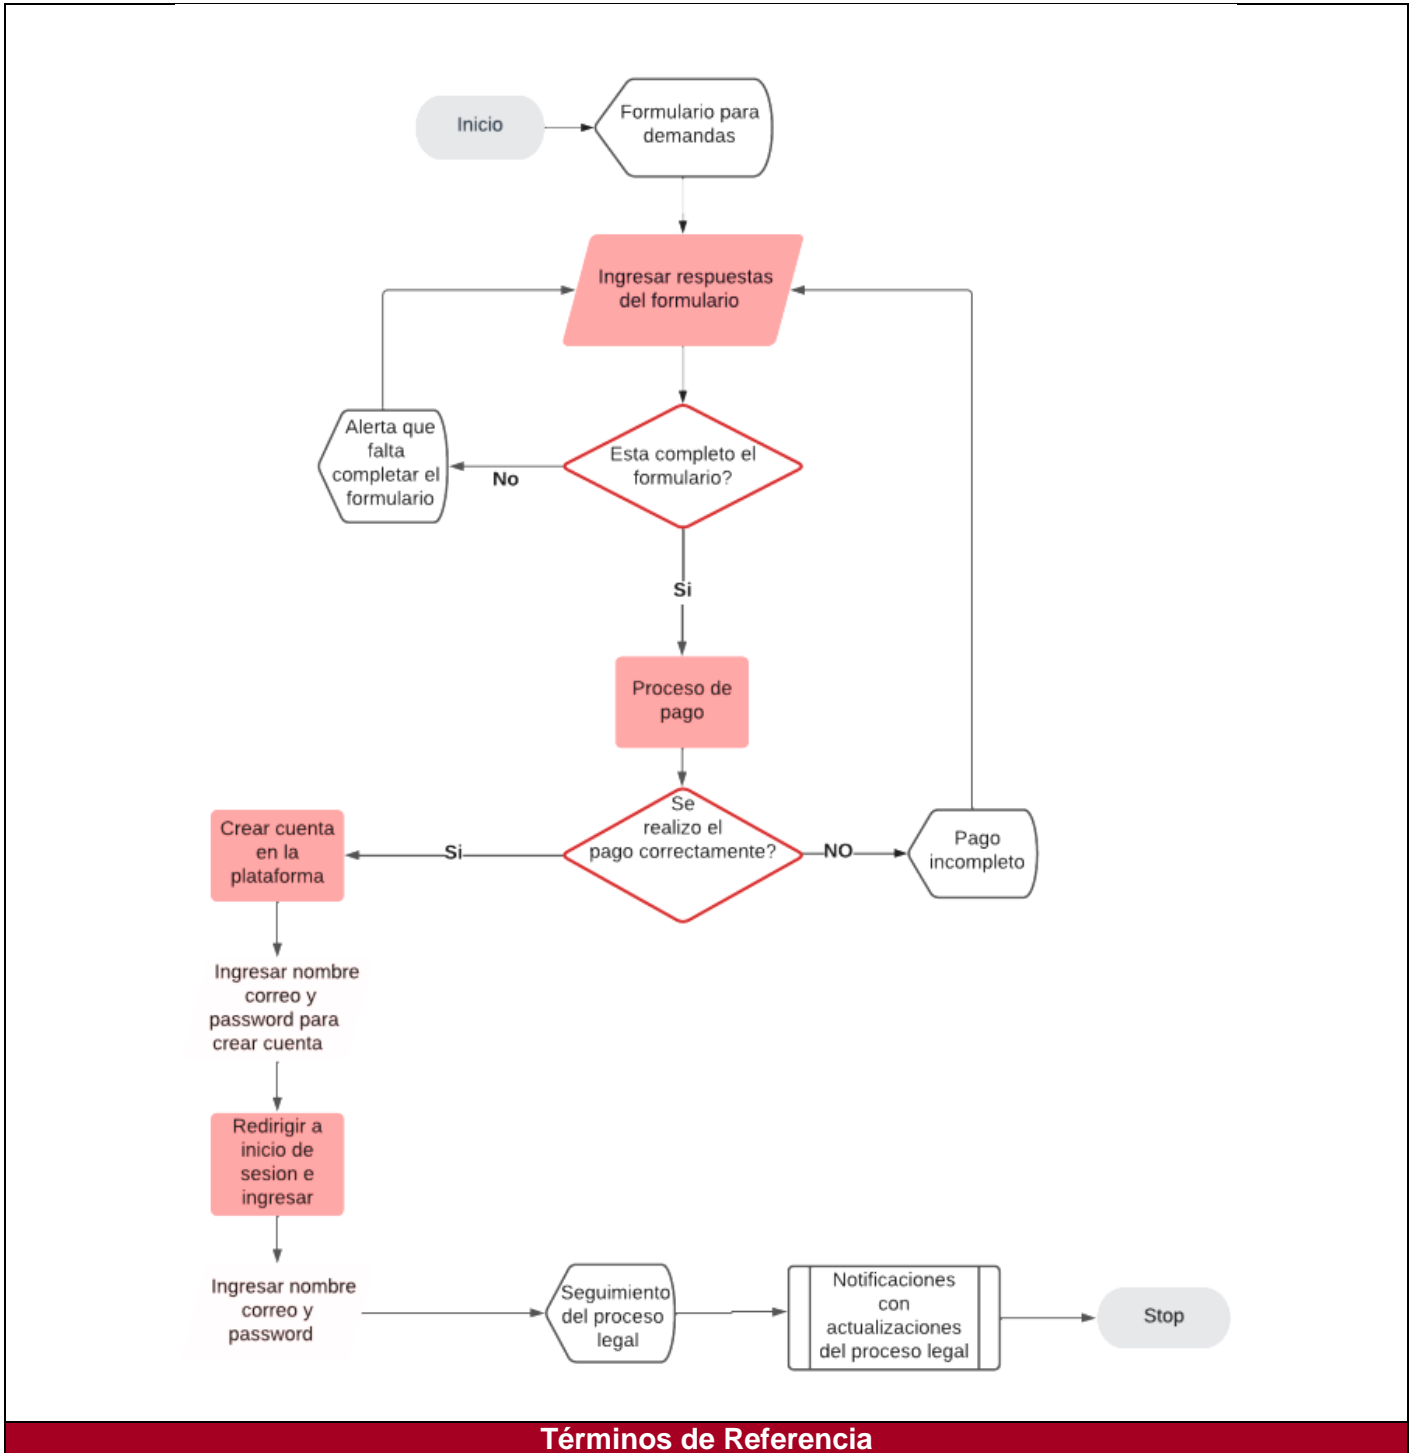 Inicio
Formulario para
demandas
Ingresar respuestas
del formulario
Alerta que
falta
completar el
formulario
No
Esta completo el
formulario?
Si
Proceso de
pago
Se
realizo el
pago correctamente?
Si
NO
Pago
incompleto
Crear cuenta
en la
plataforma
Ingresar nombre
correo y
password para
crear cuenta
Redirigir a
inicio de
sesion e
ingresar
Ingresar nombre
correo y
password
Seguimiento
del proceso
legal
Notificaciones
con
actualizaciones
del proceso legal
Stop
Términos de Referencia